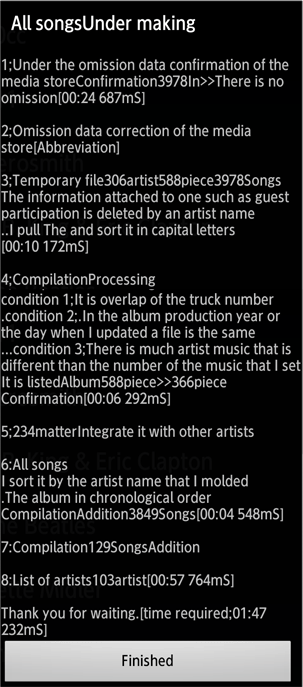 All songsUnder making
1;Under the omission data confirmation of the
media storeConfirmation3978In>>There is no
omission[00:24 687mS]
2;Omission data correction of the media
store[Abbreviation]
3;Temporary file306artist588piece3978Songs
The information attached to one such as guest
participation is deleted by an artist name
..I pull The and sort it in capital letters
[00:10 172mS]
4;CompilationProcessing
condition 1;It is overlap of the truck number
.condition 2;.In the album production year or
the day when I updated a file is the same
...condition 3;There is much artist music that is
different than the number of the music that I set
It is listedAlbum588piece>>366piece
Confirmation[00:06 292mS]
5;234matterIntegrate it with other artists
6:All songs
& Eric Clapton
I sort it by the artist name that I molded
.The album in chronological order
CompilationAddition3849Songs[00:04 548mS]
The Beatles
7:Compilation129SongsAddition
8:List of artists103artist[00:57 764mS]
Midler
Thank you for waiting.[time required;01:47
232mS]
Finished